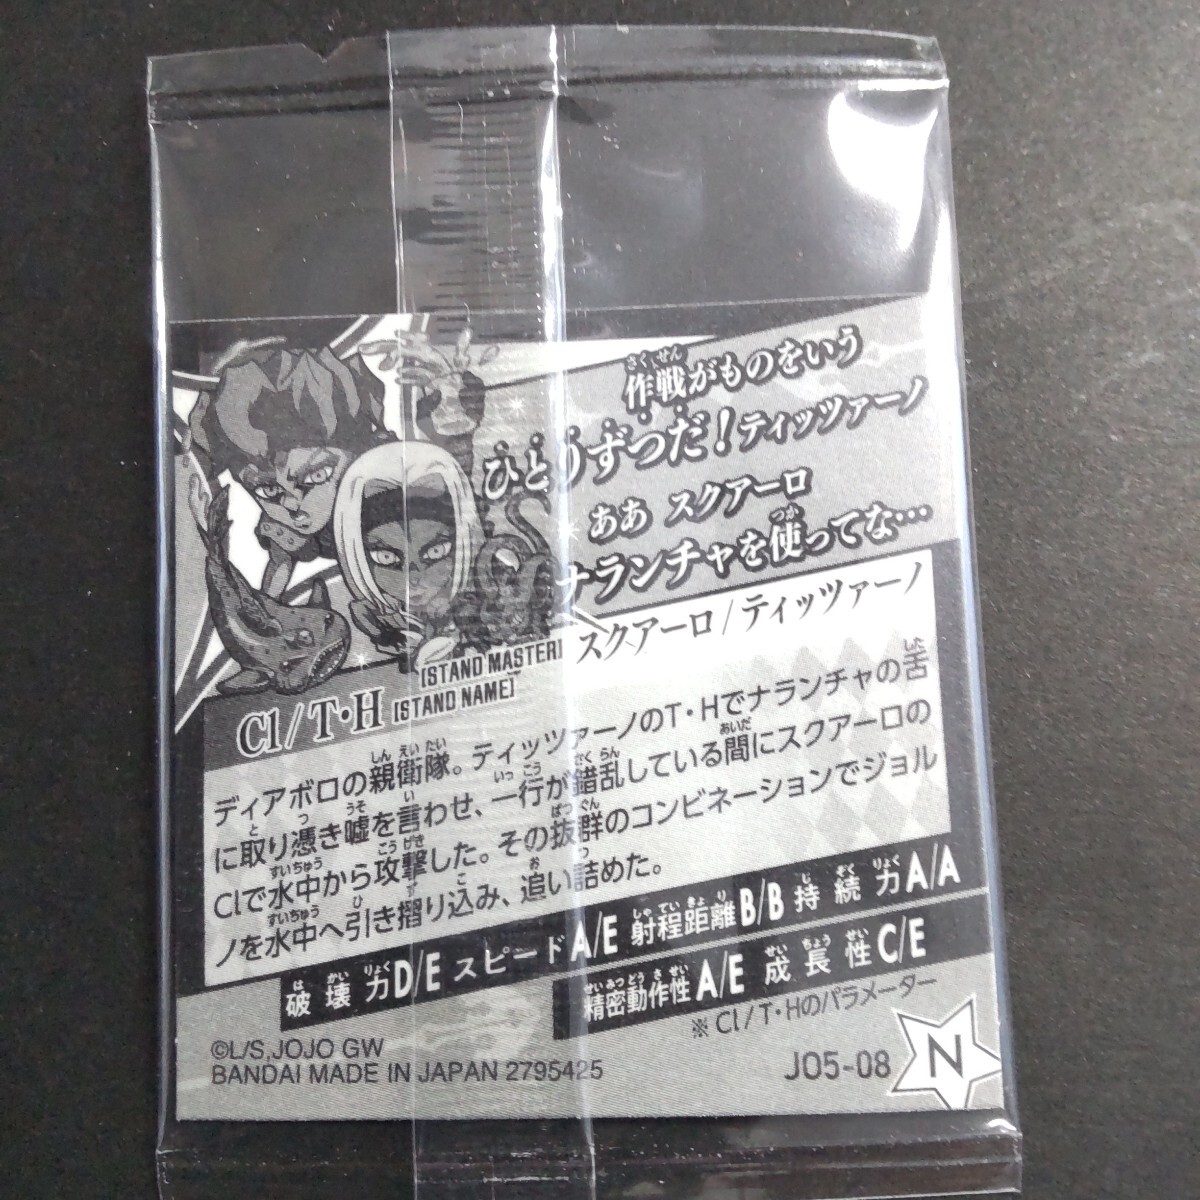 作戦がものをいう
ひとりずつだ！ティッツァーノ
ああ スクアーロ
ナランチャを使ってな…
[STAND MASTER] スクアーロ/ティッツァーノ
Cl/T・H [STAND NAME]
ディアボロの親衛隊。ティッツァーノのT・Hでナランチャの舌
に取り憑き嘘を言わせ、一行が錯乱している間にスクアーロの
Clで水中から攻撃した。その抜群のコンビネーションでジョル
ノを水中へ引き摺り込み、追い詰めた。
破壊力D/E スピードA/E 射程距離B/B 持続力A/A
精密動作性A/E 成長性C/E
※Cl/T・Hのパラメーター
©L/S,JOJO GW
BANDAI MADE IN JAPAN 2795425
JO5-08 N